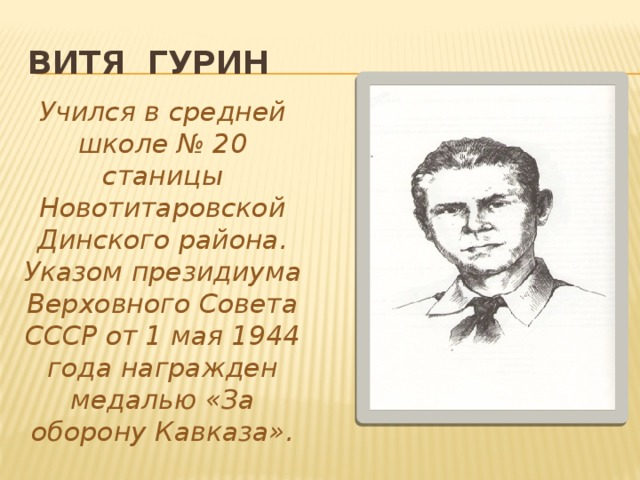 ВИТЯ ГУРИН
Учился в средней
школе № 20
станицы
Новотитаровской
Динского района.
Указом президиума
Верховного Совета
СССР от 1 мая 1944
года награжден
медалью «За
оборону Кавказа».